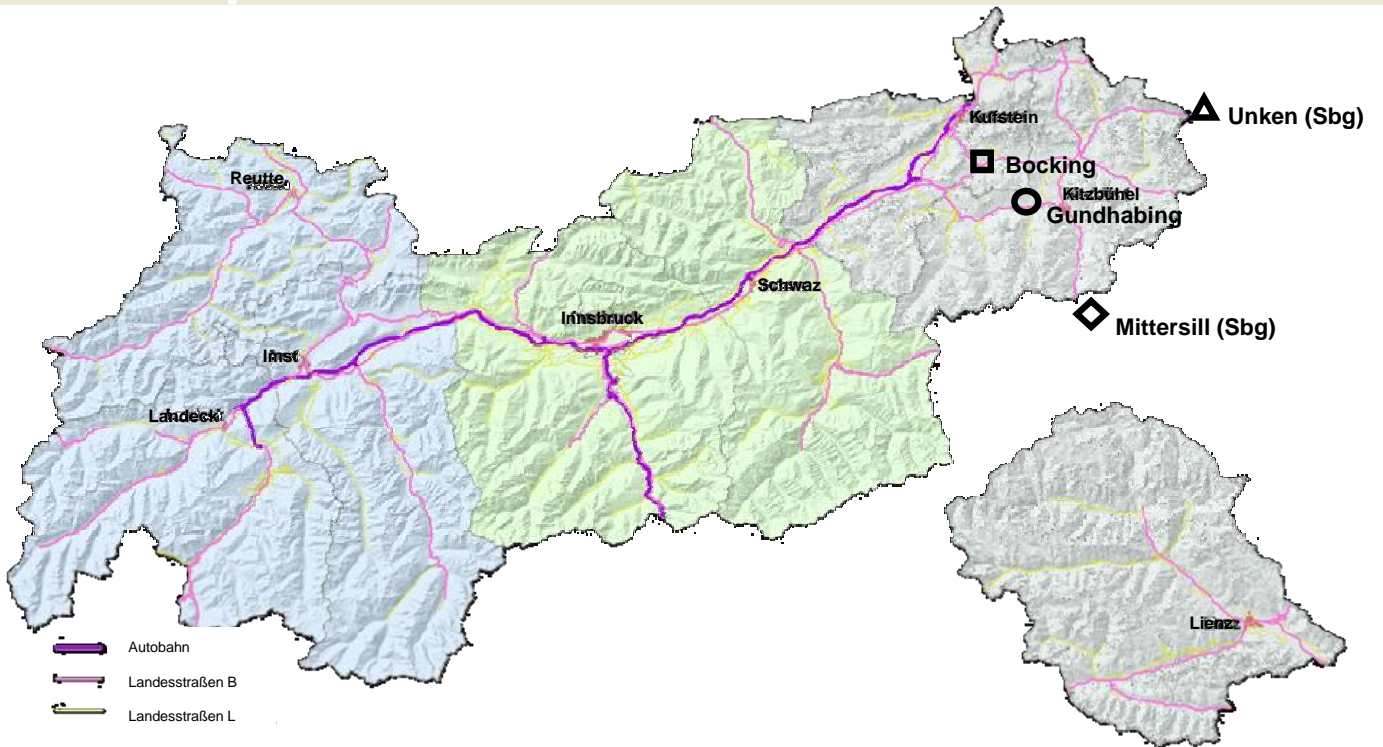 Kufstein
Unken (Sbg)
Bocking
Reutte
Kitzbühel
Gundhabing
Schwaz
Innsbruck
Mittersill (Sbg)
Imst
Landeck
Lienz
Autobahn
Landesstraßen B
Landesstraßen L